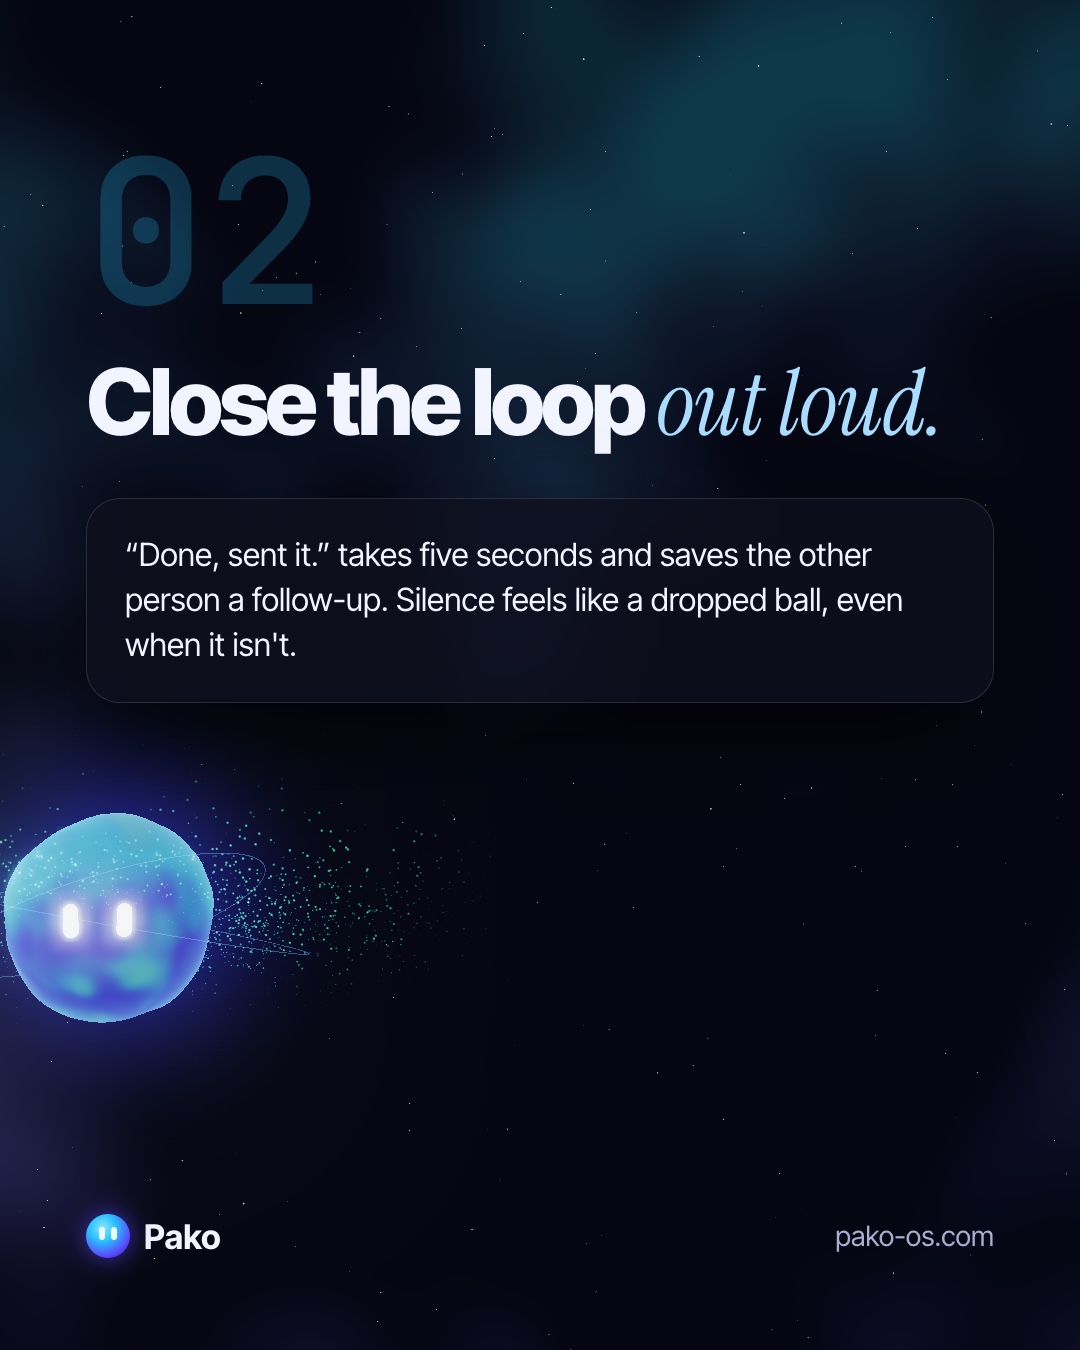 02
Close the loop out loud.
“Done, sent it.” takes five seconds and saves the other
person a follow-up. Silence feels like a dropped ball, even
when it isn't.
Pako
pako-os.com